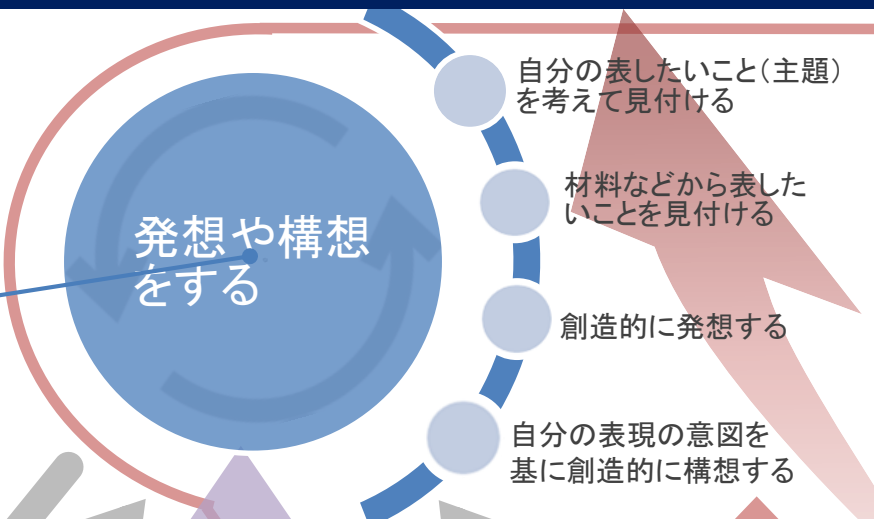 自分の表したいこと（主題）
を考えて見付ける
材料などから表した
いことを見付ける
発想や構想
をする
創造的に発想する
自分の表現の意図を
基に創造的に構想する